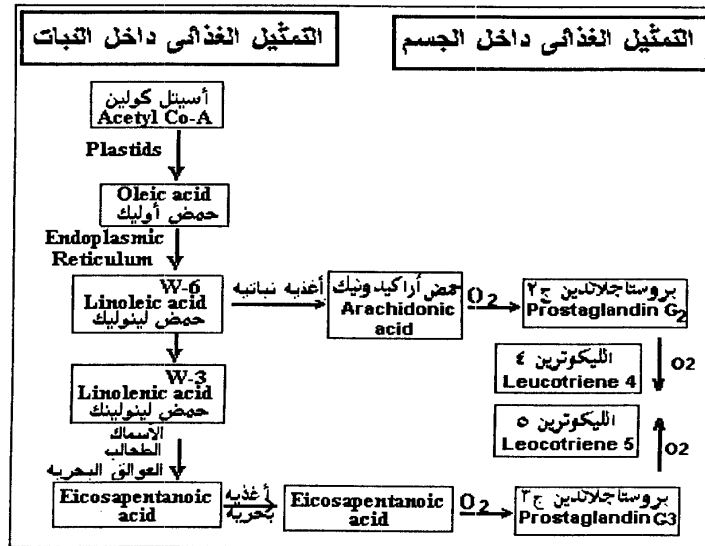 التمثيل الغذائى داخل الجسم
التمثيل الغذائى داخل النبات
أسيتل كولين
Acetyl Co-A
Plastids
Oleic acid
حمض أوليك
Endoplasmic
Reticulum
W-6
Linoleic acid
حمض لينوليك
أغذيه نباتيه
حمض أراكيدونيك
Arachidonic
acid
O2
بروستاجلاندين ج٢
Prostaglandin G2
O2
الليكوترين ٤
Leucotriene 4
W-3
Linolenic acid
حمض لينولينك
الليكوترين ٥
Leocotriene 5
O2
الأسماك
الطحالب
العوالق البحريه
Eicosapentanoic
acid
أغذيه
بحريه
Eicosapentanoic
acid
O2
بروستاجلاندين ج٣
Prostaglandin G3